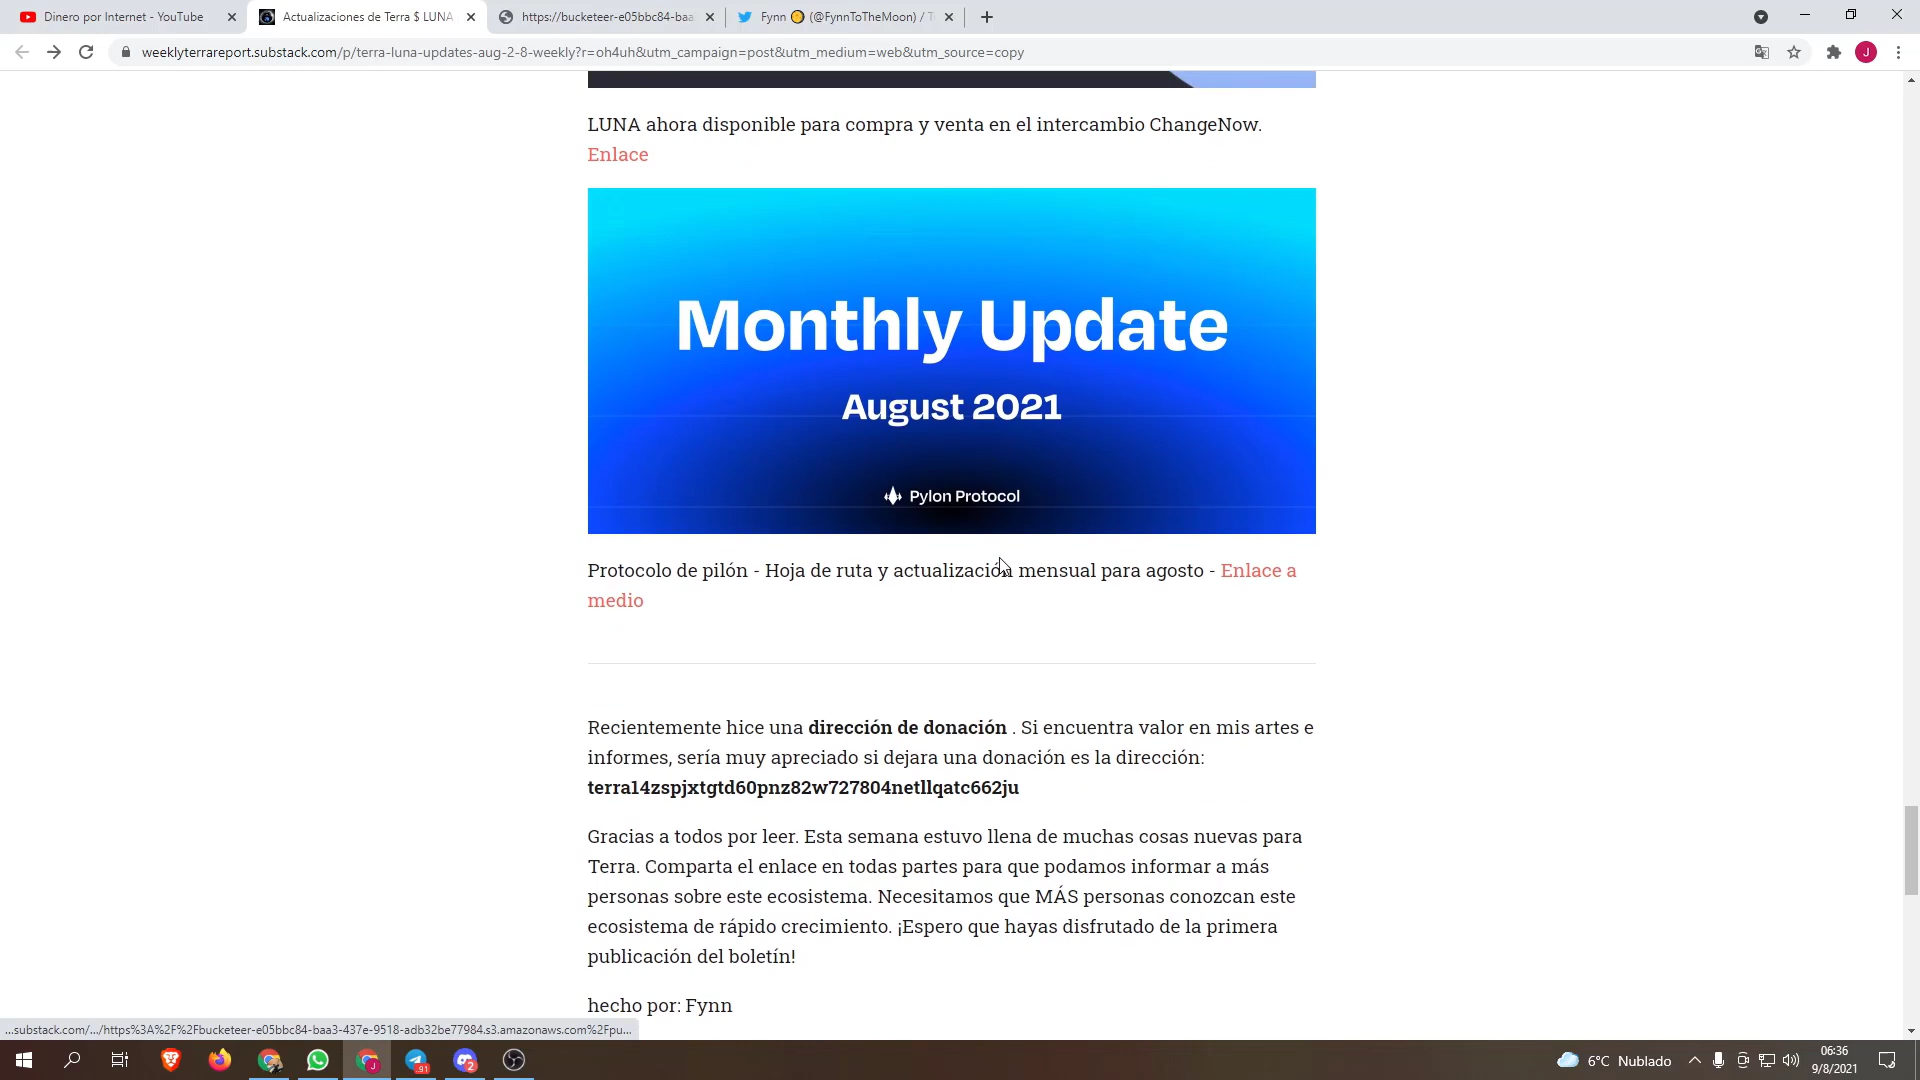 Dinero por Internet - YouTube
Actualizaciones de Terra $ LUNA
https://bucketeer-e05bbc84-baa
Fynn (@FynnToTheMoon) / T
weeklyterrareport.substack.com/p/terra-luna-updates-aug-2-8-weekly?r=oh4uh&utm_campaign=post&utm_medium=web&utm_source=copy
J
LUNA ahora disponible para compra y venta en el intercambio ChangeNow.
Enlace
Monthly Update
August 2021
Pylon Protocol
Protocolo de pilón - Hoja de ruta y actualización mensual para agosto - Enlace a
medio
Recientemente hice una dirección de donación . Si encuentra valor en mis artes e
informes, sería muy apreciado si dejara una donación es la dirección:
terra14zspjxtgtd60pnz82w727804netllqatc662ju
Gracias a todos por leer. Esta semana estuvo llena de muchas cosas nuevas para
Terra. Comparta el enlace en todas partes para que podamos informar a más
personas sobre este ecosistema. Necesitamos que MÁS personas conozcan este
ecosistema de rápido crecimiento. ¡Espero que hayas disfrutado de la primera
publicación del boletín!
hecho por: Fynn
...substack.com/.../https%3A%2F%2Fbucketeer-e05bbc84-baa3-437e-9518-adb32be77984.s3.amazonaws.com%2Fpu...
J
91
2
6°C Nublado
06:36
9/8/2021